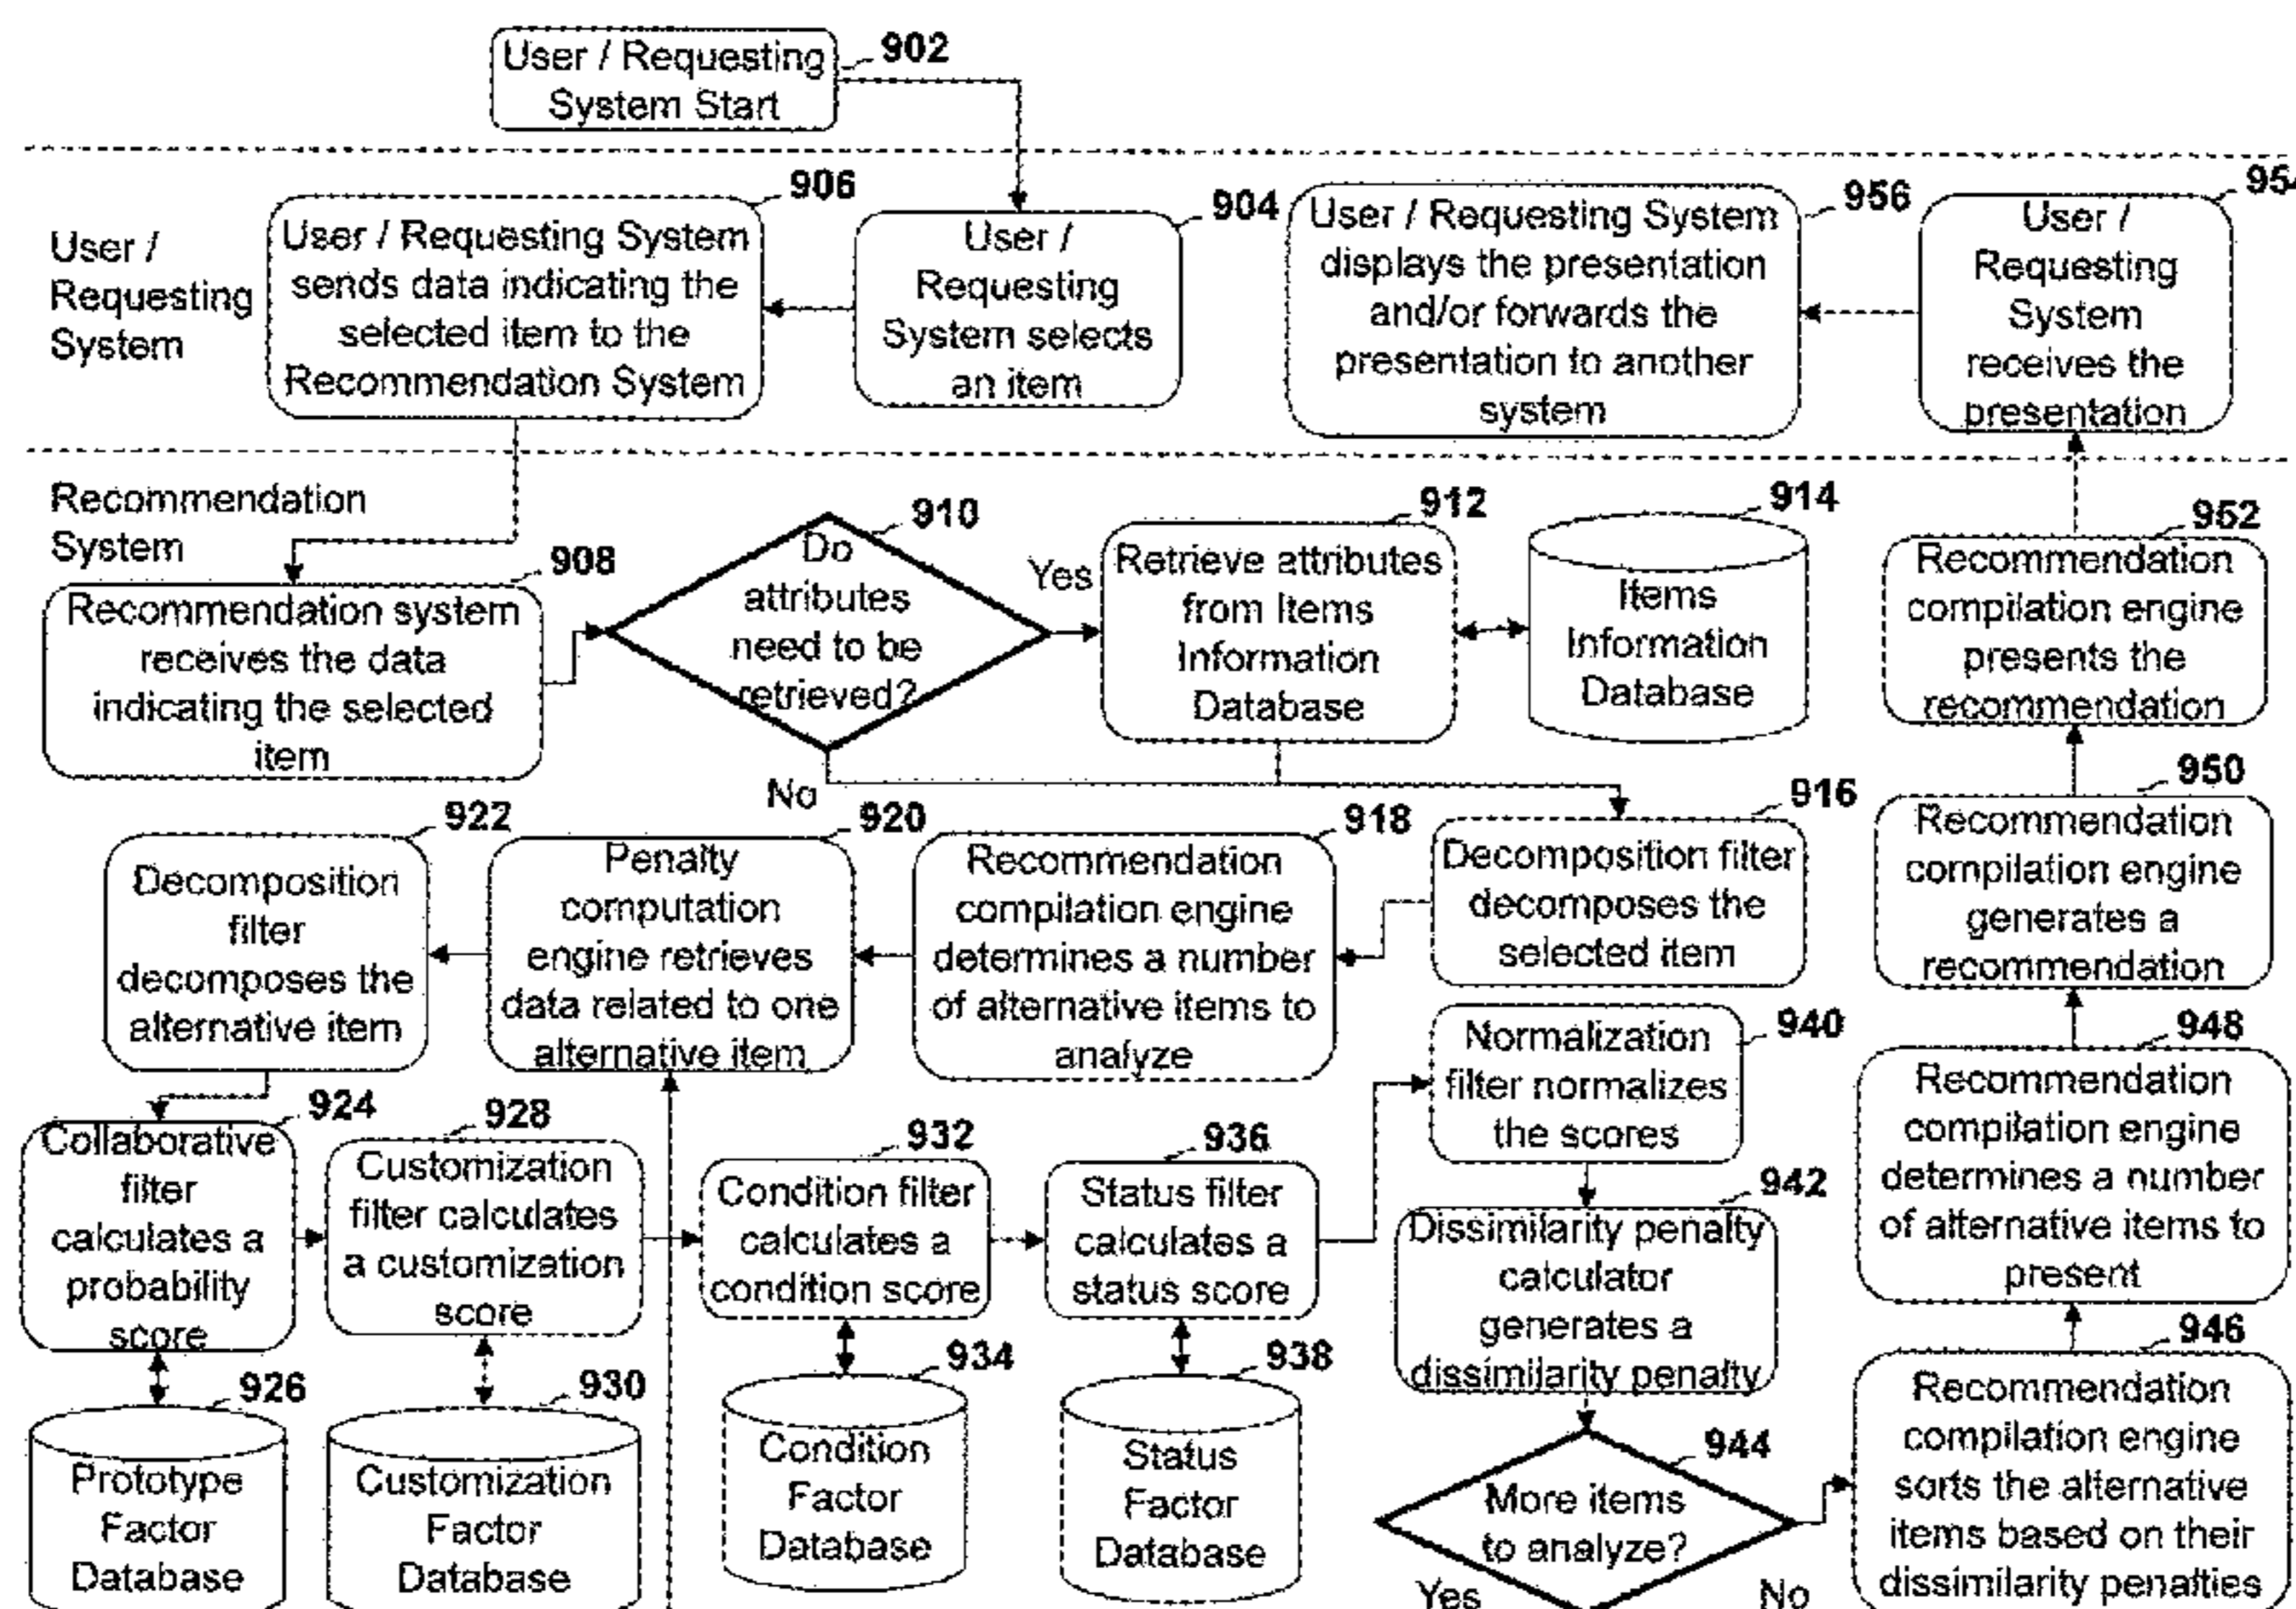 User / Requesting
System Start
902
User /
Requesting
System
906
User / Requesting System
sends data indicating the
selected item to the
Recommendation System
904
User /
Requesting
System selects
an item
956
User / Requesting System
displays the presentation
and/or forwards the
presentation to another
system
954
User /
Requesting
System
receives the
presentation
Recommendation
System
908
Recommendation system
receives the data
indicating the selected
item
910
Do
attributes
need to be
retrieved?
Yes
No
912
Retrieve attributes
from Items
Information
Database
914
Items
Information
Database
952
Recommendation
compilation engine
presents the
recommendation
922
Decomposition
filter
decomposes the
alternative item
920
Penalty
computation
engine retrieves
data related to one
alternative item
918
Recommendation
compilation engine
determines a number
of alternative items to
analyze
916
Decomposition filter
decomposes the
selected item
950
Recommendation
compilation engine
generates a
recommendation
924
Collaborative
filter
calculates a
probability
score
928
Customization
filter calculates
a customization
score
932
Condition filter
calculates a
condition score
936
Status filter
calculates a
status score
940
Normalization
filter normalizes
the scores
942
Dissimilarity penalty
calculator
generates a
dissimilarity penalty
948
Recommendation
compilation engine
determines a number
of alternative items to
present
926
Prototype
Factor
Database
930
Customization
Factor
Database
934
Condition
Factor
Database
938
Status
Factor
Database
944
More items
to analyze?
Yes
No
946
Recommendation
compilation engine
sorts the alternative
items based on their
dissimilarity penalties